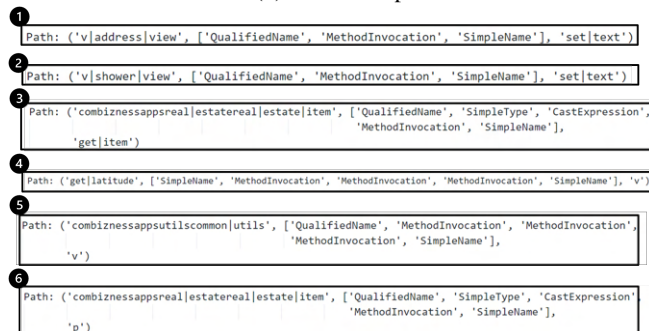 1
Path: ('v|address|view', ['QualifiedName', 'MethodInvocation', 'SimpleName'], 'set|text')
2
Path: ('v|shower|view', ['QualifiedName', 'MethodInvocation', 'SimpleName'], 'set|text')
3
Path: ('combiznessappsreal|estatereal|estate|item', ['QualifiedName', 'SimpleType', 'CastExpression',
'MethodInvocation', 'SimpleName'],
'get|item')
4
Path: ('get|latitude', ['SimpleName', 'MethodInvocation', 'MethodInvocation', 'MethodInvocation', 'SimpleName'], 'v')
5
Path: ('combiznessappsutilscommon|utils', ['QualifiedName', 'MethodInvocation', 'MethodInvocation',
'MethodInvocation', 'SimpleName'],
'v')
6
Path: ('combiznessappsreal|estatereal|estate|item', ['QualifiedName', 'SimpleType', 'CastExpression',
'MethodInvocation', 'SimpleName'],
'p')